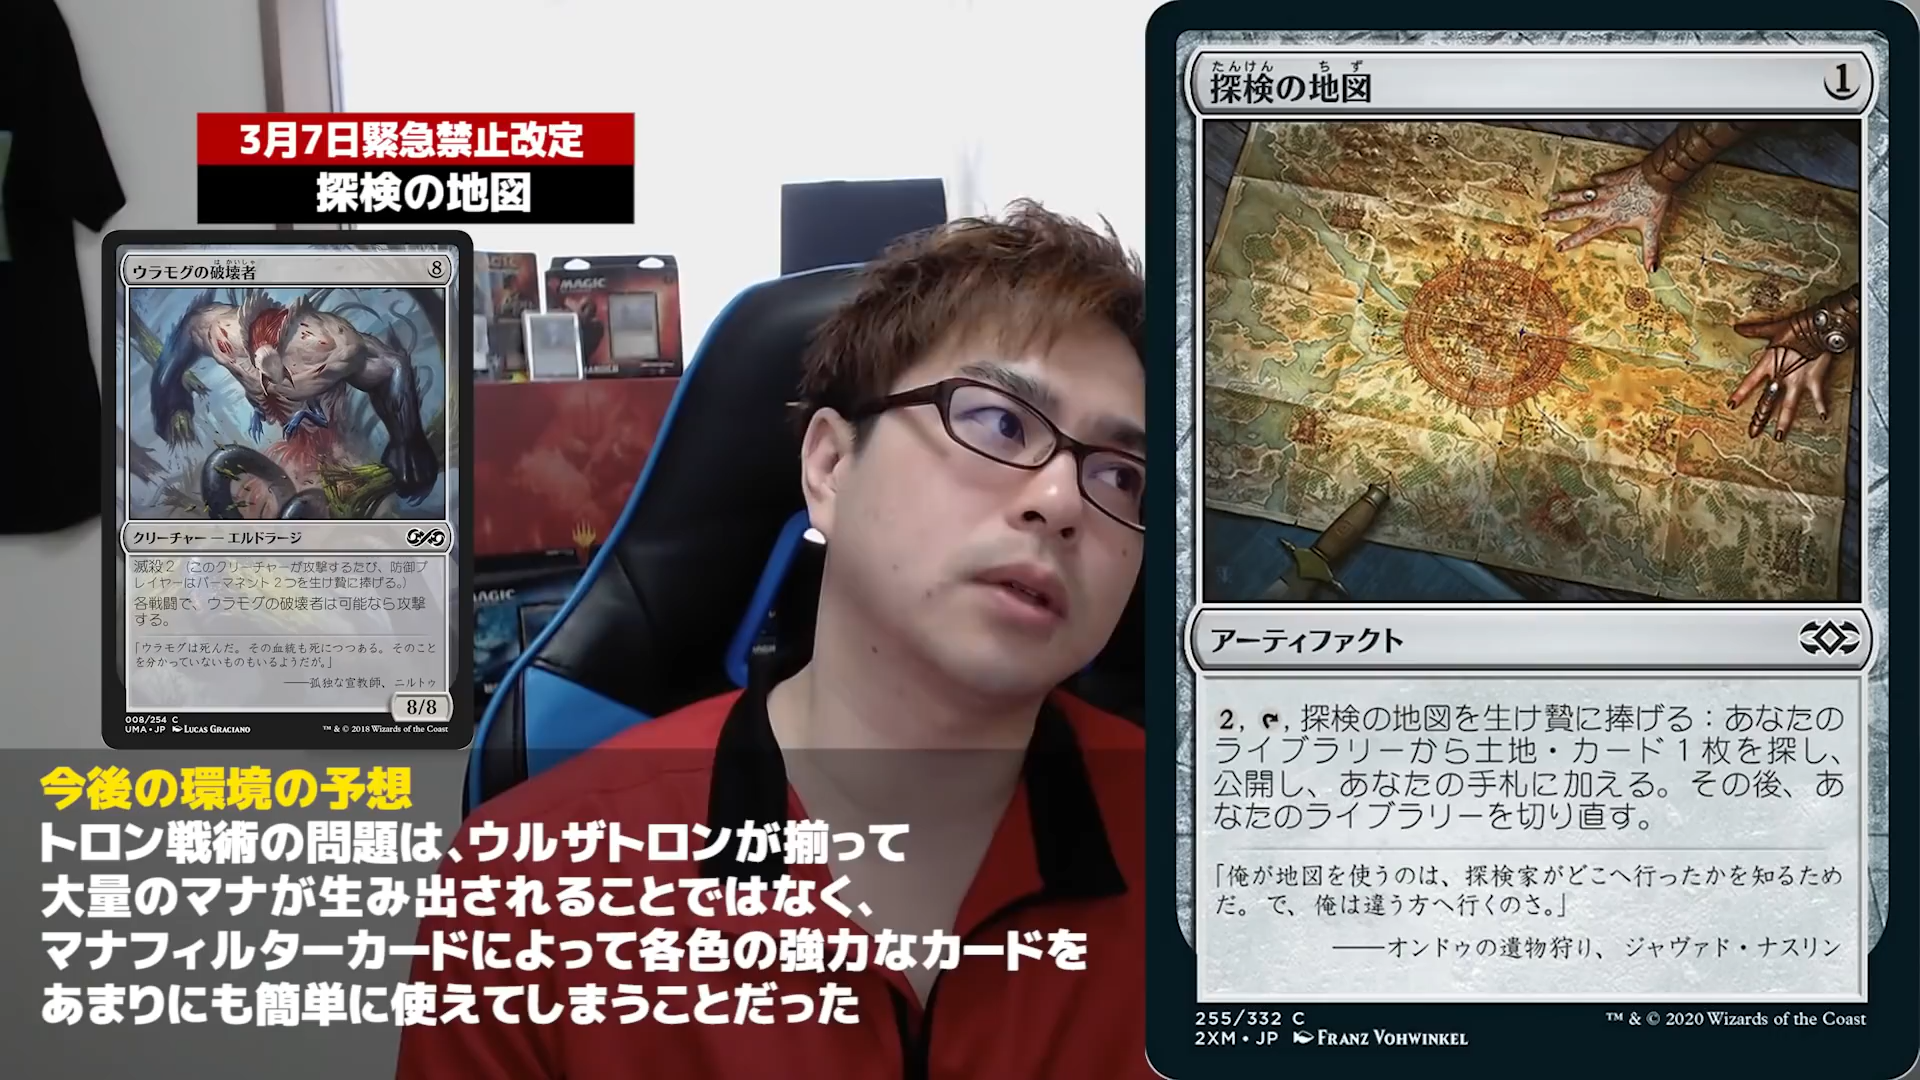 3月7日緊急禁止改定
探検の地図
ウラモグの破壊者
はかいしゃ
8
クリーチャー — エルドラージ
滅殺2（このクリーチャーが攻撃するたび、防御プ
レイヤーはパーマネント2つを生け贄に捧げる。）
各戦闘で、ウラモグの破壊者は可能なら攻撃
する。
「ウラモグは死んだ。その血統も死につつある。そのこと
を分かっていないものもいるようだが。」
——孤独な宣教師、ニルトゥ
8/8
008/254 C
UMA • JP LUCAS GRACIANO
™ & © 2018 Wizards of the Coast
MAGIC
AGIC
今後の環境の予想
トロン戦術の問題は、ウルザトロンが揃って
大量のマナが生み出されることではなく、
マナフィルターカードによって各色の強力なカードを
あまりにも簡単に使えてしまうことだった
たんけん ちず
探検の地図
1
アーティファクト
2, , 探検の地図を生け贄に捧げる：あなたの
ライブラリーから土地・カード1枚を探し、
公開し、あなたの手札に加える。その後、あ
なたのライブラリーを切り直す。
「俺が地図を使うのは、探検家がどこへ行ったかを知るため
だ。で、俺は違う方へ行くのさ。」
——オンドゥの遺物狩り、ジャヴァド・ナスリン
255/332 C
2XM • JP FRANZ VOHWINKEL
™ & © 2020 Wizards of the Coast